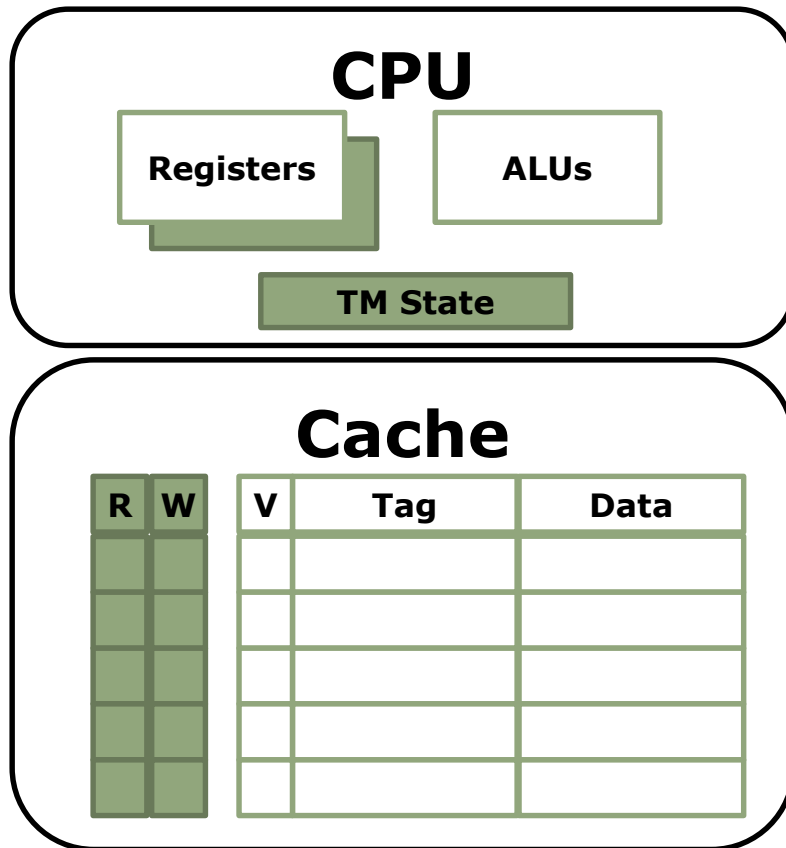 CPU
Registers
ALUs
TM State
Cache
R W V Tag Data